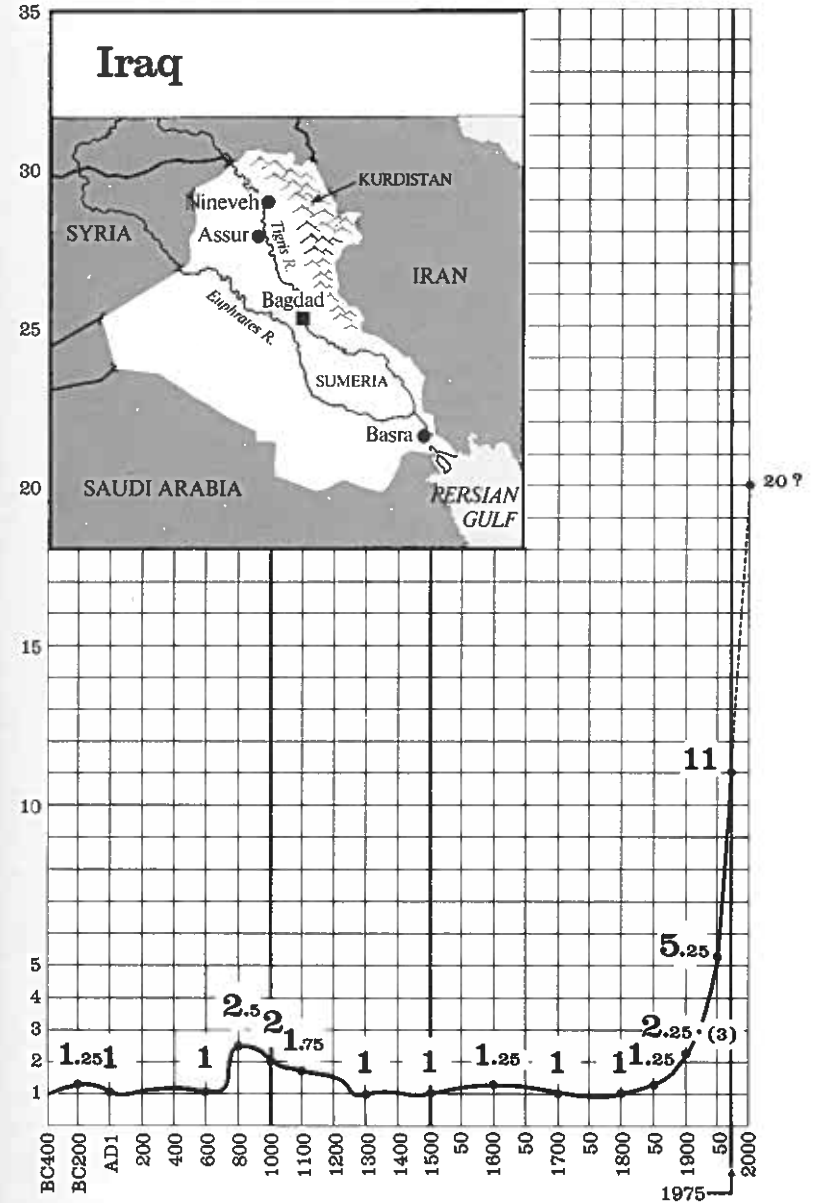 35
Iraq
30
KURDISTAN
Nineveh
SYRIA
Assur
Tigris R.
IRAN
25
Bagdad
Euphrates R.
SUMERIA
Basra
20
SAUDI ARABIA
PERSIAN
GULF
20 ?
15
11
10
5
5.25
4
3
2
1
1.25
1
1
2.5
2
1.75
1
1
1.25
1
1
1.25
2.25
(3)
BC400
BC200
AD1
200
400
600
800
1000
1100
1200
1300
1400
1500
50
1600
50
1700
50
1800
50
1900
50
2000
1975